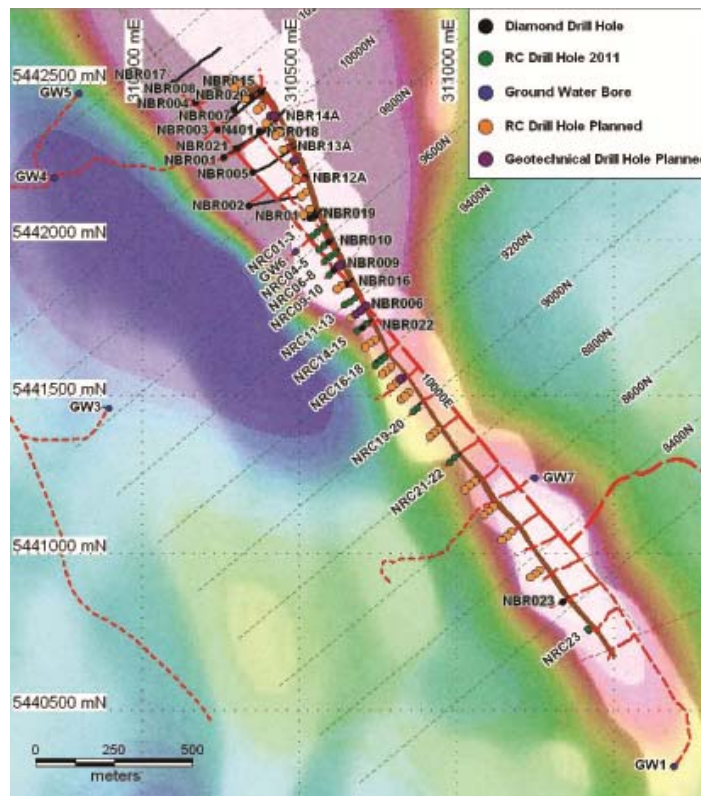 310000 mE
310500 mE
311000 mE
Diamond Drill Hole
RC Drill Hole 2011
Ground Water Bore
RC Drill Hole Planned
Geotechnical Drill Hole Planned
10000N
9800N
9600N
9400N
9200N
9000N
8800N
8600N
8400N
5442500 mN
GW5
NBR017
NBR015
NBR008
NBR020
NBR004
NBR007
NBR014A
NBR003
N401
NBR018
NBR021
NBR13A
NBR001
NBR005
NBR12A
GW4
NBR002
NBR01
NBR019
5442000 mN
NRC01-3
NBR010
GW6
NRC04-5
NBR009
NRC06-8
NBR016
NRC09-10
NBR006
NRC11-13
NBR022
NRC14-15
5441500 mN
GW3
NRC16-18
10000E
NRC19-20
NRC21-22
GW7
5441000 mN
NBR023
NRC23
5440500 mN
0 250 500
meters
GW1